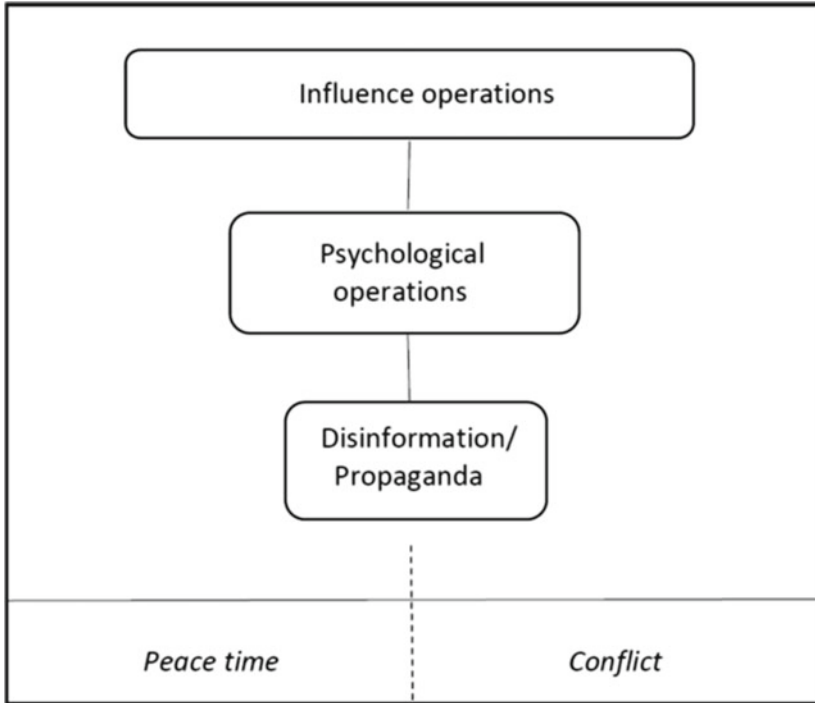 Influence operations
Psychological
operations
Disinformation/
Propaganda
Peace time
Conflict